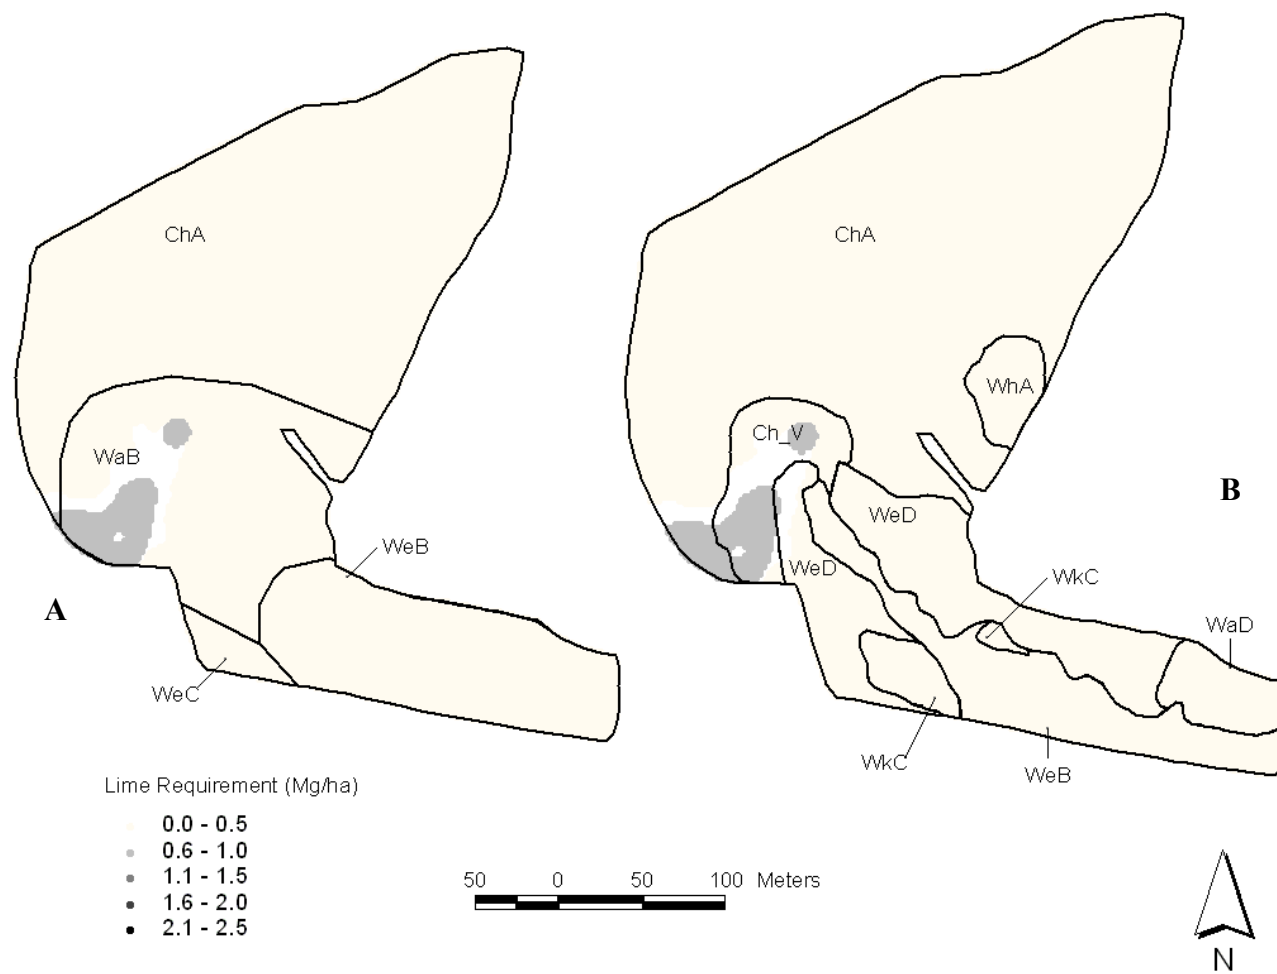 ChA
WaB
WeB
A
WeC
ChA
WhA
Ch_V
B
WeD
WeD
WkC
WaD
WkC
WeB
Lime Requirement (Mg/ha)
0.0 - 0.5
0.6 - 1.0
1.1 - 1.5
1.6 - 2.0
2.1 - 2.5
50 0 50 100 Meters
N